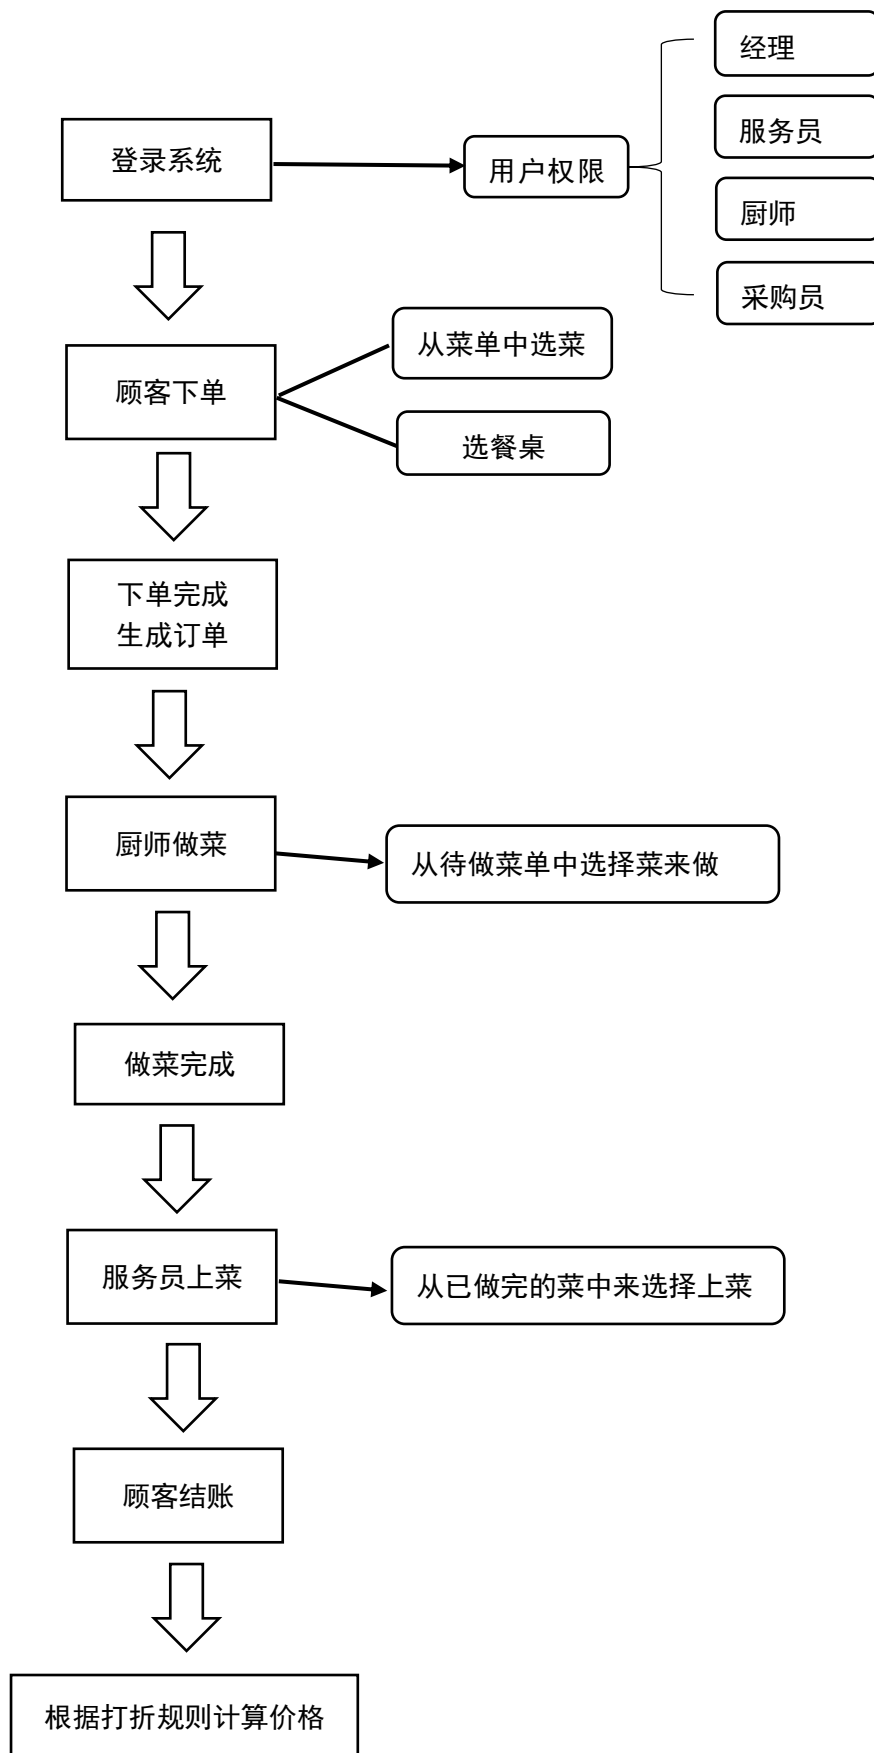 经理
服务员
登录系统
用户权限
厨师
采购员
从菜单中选菜
顾客下单
选餐桌
下单完成
生成订单
厨师做菜
从待做菜单中选择菜来做
做菜完成
服务员上菜
从已做完的菜中来选择上菜
顾客结账
根据打折规则计算价格